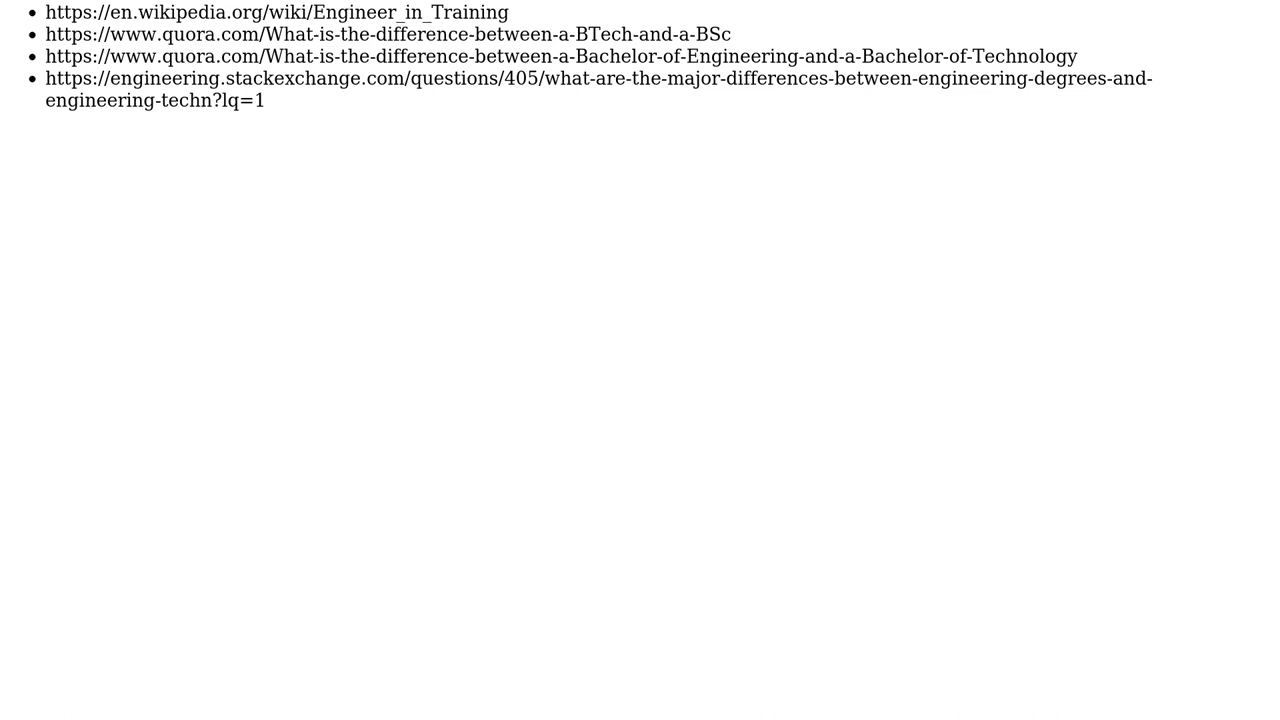 • https://en.wikipedia.org/wiki/Engineer_in_Training
• https://www.quora.com/What-is-the-difference-between-a-BTech-and-a-BSc
• https://www.quora.com/What-is-the-difference-between-a-Bachelor-of-Engineering-and-a-Bachelor-of-Technology
• https://engineering.stackexchange.com/questions/405/what-are-the-major-differences-between-engineering-degrees-and-
engineering-techn?lq=1